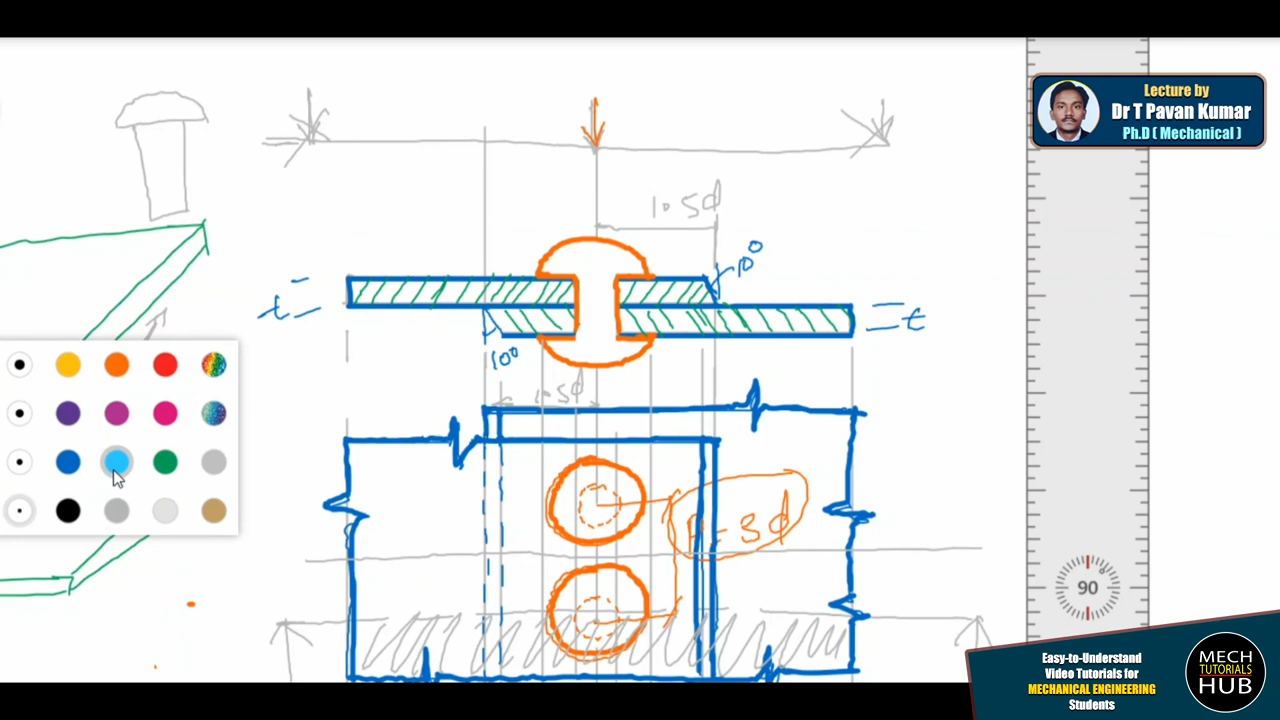 Lecture by
Dr T Pavan Kumar
Ph.D ( Mechanical )
1.5d
10°
t
t
10°
1.5d
P = 3d
90
Easy-to-Understand
Video Tutorials for
MECHANICAL ENGINEERING
Students
MECH
TUTORIALS
HUB